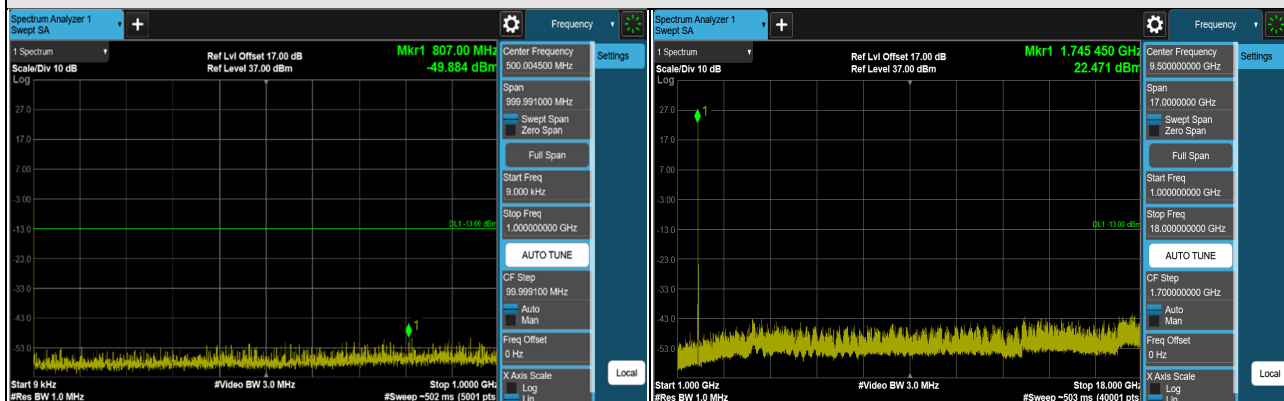 Spectrum Analyzer 1
Swept SA
+
Frequency
1 Spectrum
Scale/Div 10 dB
Log
Ref Lvl Offset 17.00 dB
Ref Level 37.00 dBm
Mkr1 807.00 MHz
-49.884 dBm
27.0
17.0
7.00
-3.00
-13.0
-23.0
-33.0
-43.0
-53.0
DL1 -13.00 dBm
1
Start 9 kHz
#Res BW 1.0 MHz
#Video BW 3.0 MHz
Stop 1.0000 GHz
#Sweep ~502 ms (5001 pts
Center Frequency
500.004500 MHz
Span
999.991000 MHz
Swept Span
Zero Span
Full Span
Start Freq
9.000 kHz
Stop Freq
1.000000000 GHz
AUTO TUNE
CF Step
99.999100 MHz
Auto
Man
Freq Offset
0 Hz
X Axis Scale
Log
Lin
Settings
Local
Spectrum Analyzer 1
Swept SA
+
Frequency
1 Spectrum
Scale/Div 10 dB
Log
Ref Lvl Offset 17.00 dB
Ref Level 37.00 dBm
Mkr1 1.745 450 GHz
22.471 dBm
27.0
17.0
7.00
-3.00
-13.0
-23.0
-33.0
-43.0
-53.0
DL1 -13.00 dBm
1
Start 1.000 GHz
#Res BW 1.0 MHz
#Video BW 3.0 MHz
Stop 18.000 GHz
#Sweep ~503 ms (40001 pts
Center Frequency
9.50000000 GHz
Span
17.0000000 GHz
Swept Span
Zero Span
Full Span
Start Freq
1.000000000 GHz
Stop Freq
18.000000000 GHz
AUTO TUNE
CF Step
1.700000000 GHz
Auto
Man
Freq Offset
0 Hz
X Axis Scale
Log
Lin
Settings
Local